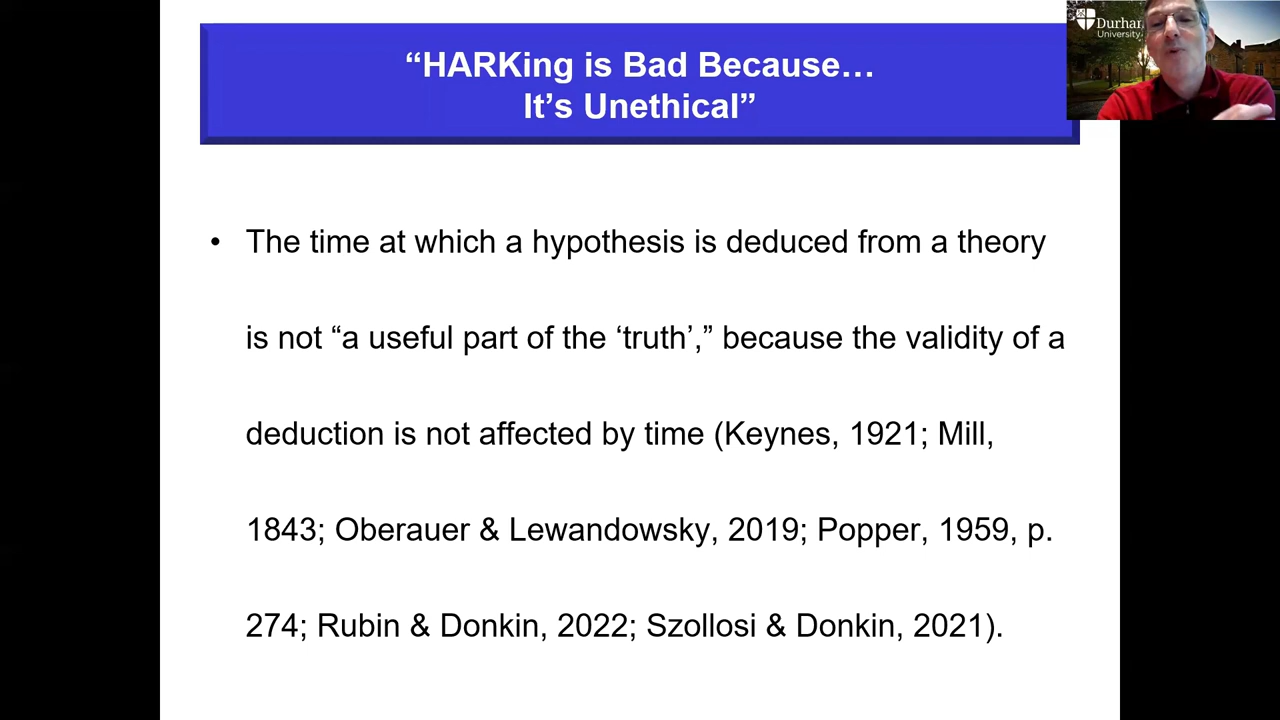 “HARKing is Bad Because…
It’s Unethical”
Durham
University
• The time at which a hypothesis is deduced from a theory
is not “a useful part of the ‘truth’,” because the validity of a
deduction is not affected by time (Keynes, 1921; Mill,
1843; Oberauer & Lewandowsky, 2019; Popper, 1959, p.
274; Rubin & Donkin, 2022; Szollosi & Donkin, 2021).